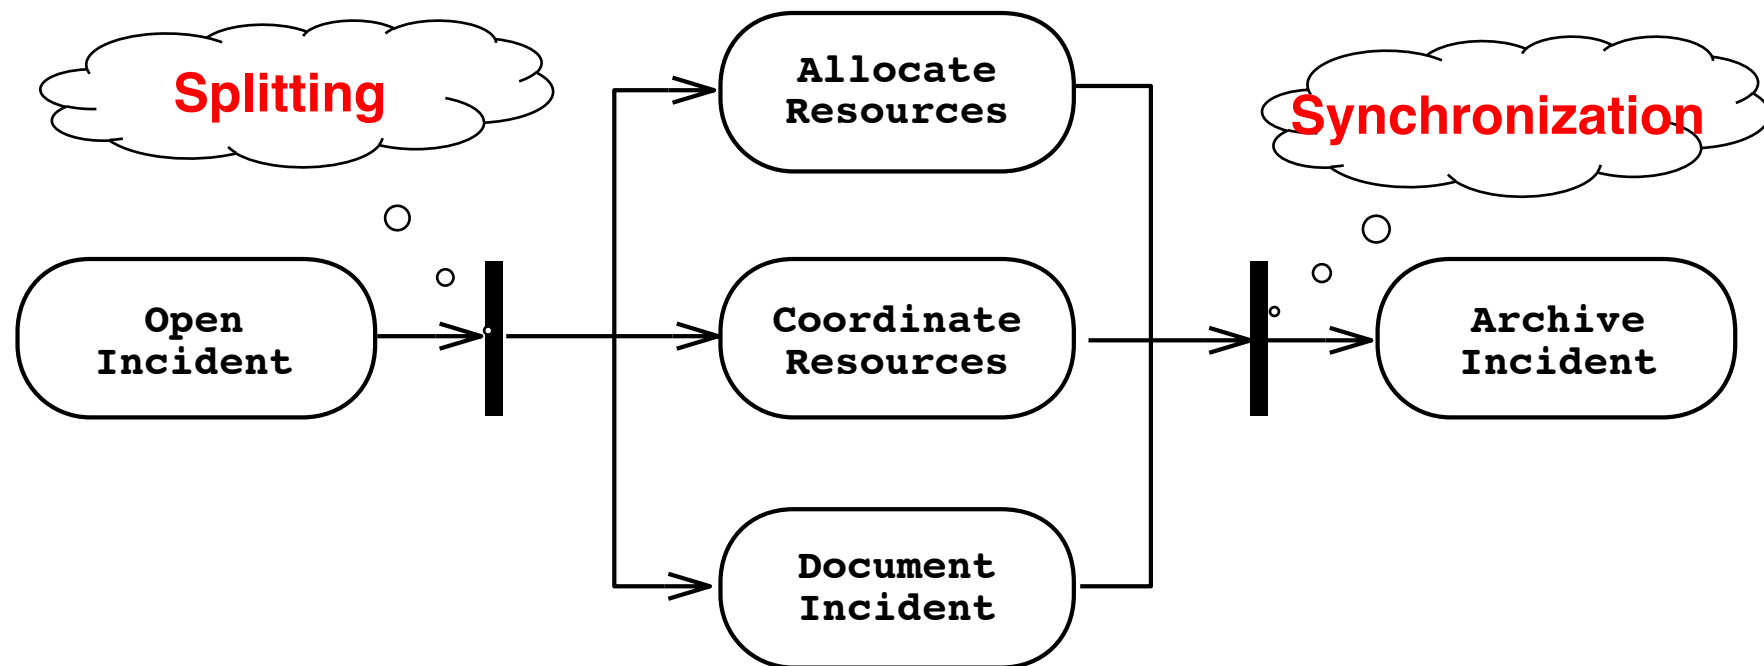 Splitting
Allocate
Resources
Synchronization
Open
Incident
Coordinate
Resources
Archive
Incident
Document
Incident